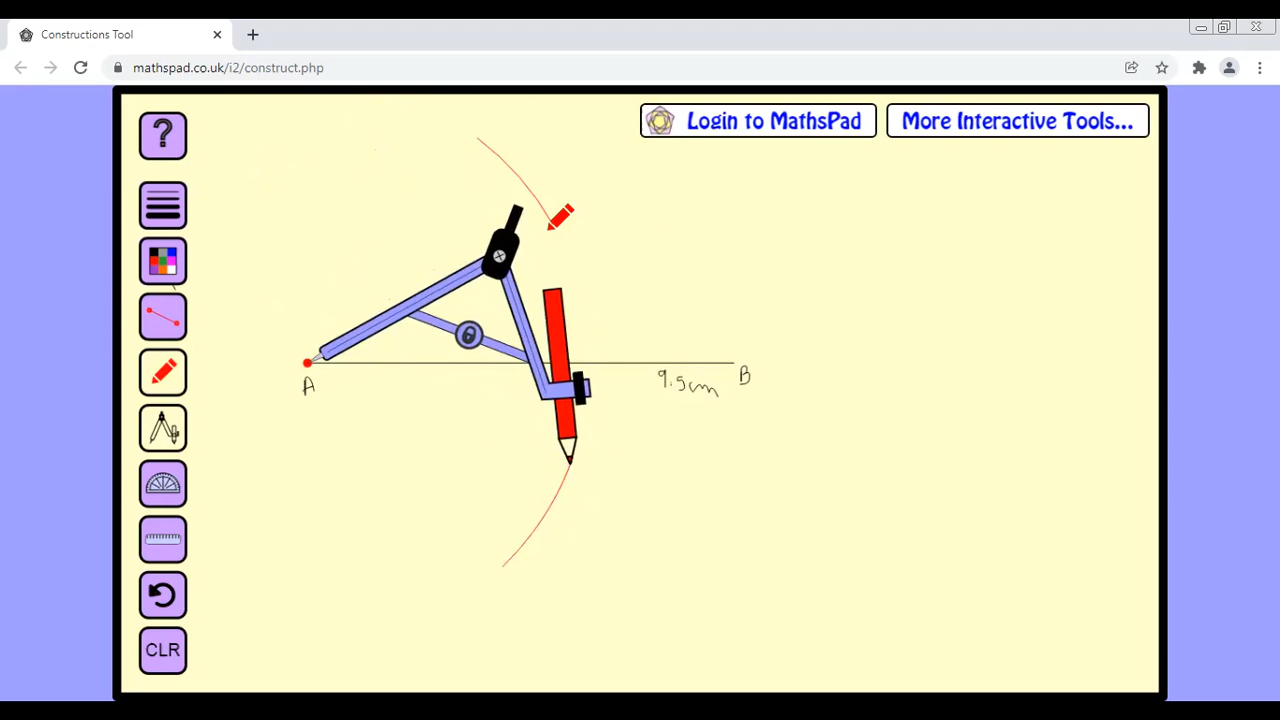 Constructions Tool
mathspad.co.uk/i2/construct.php
Login to MathsPad
More Interactive Tools...
?
A
9.5cm
B
CLR